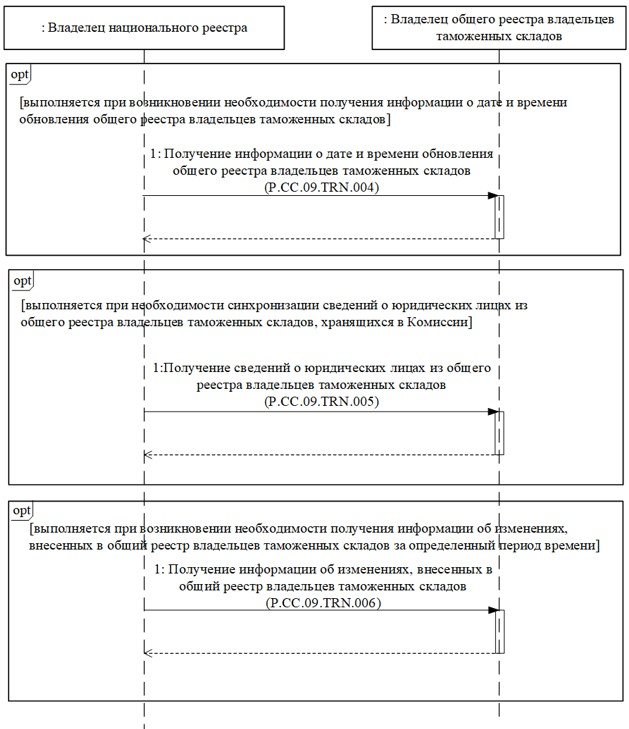 : Владелец национального реестра
: Владелец общего реестра владельцев
таможенных складов
opt
[выполняется при возникновении необходимости получения информации о дате и времени
обновления общего реестра владельцев таможенных складов]
1: Получение информации о дате и времени обновления
общего реестра владельцев таможенных складов
(P.CC.09.TRN.004)
opt
[выполняется при необходимости синхронизации сведений о юридических лицах из
общего реестра владельцев таможенных складов, хранящихся в Комиссии]
1:Получение сведений о юридических лицах из общего
реестра владельцев таможенных складов
(P.CC.09.TRN.005)
opt
[выполняется при возникновении необходимости получения информации об изменениях,
внесенных в общий реестр владельцев таможенных складов за определенный период времени]
1: Получение информации об изменениях, внесенных в
общий реестр владельцев таможенных складов
(P.CC.09.TRN.006)